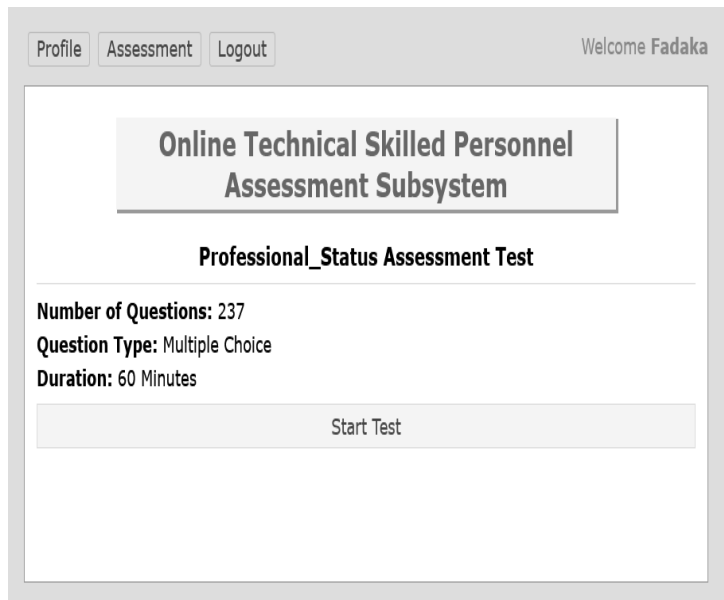 Profile Assessment Logout Welcome Fadaka
Online Technical Skilled Personnel
Assessment Subsystem
Professional_Status Assessment Test
Number of Questions: 237
Question Type: Multiple Choice
Duration: 60 Minutes
Start Test